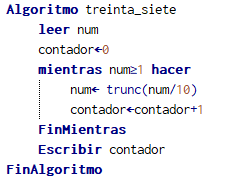 Algoritmo treinta_siete
leer num
contador←0
mientras num≥1 hacer
num← trunc(num/10)
contador←contador+1
FinMientras
Escribir contador
FinAlgoritmo